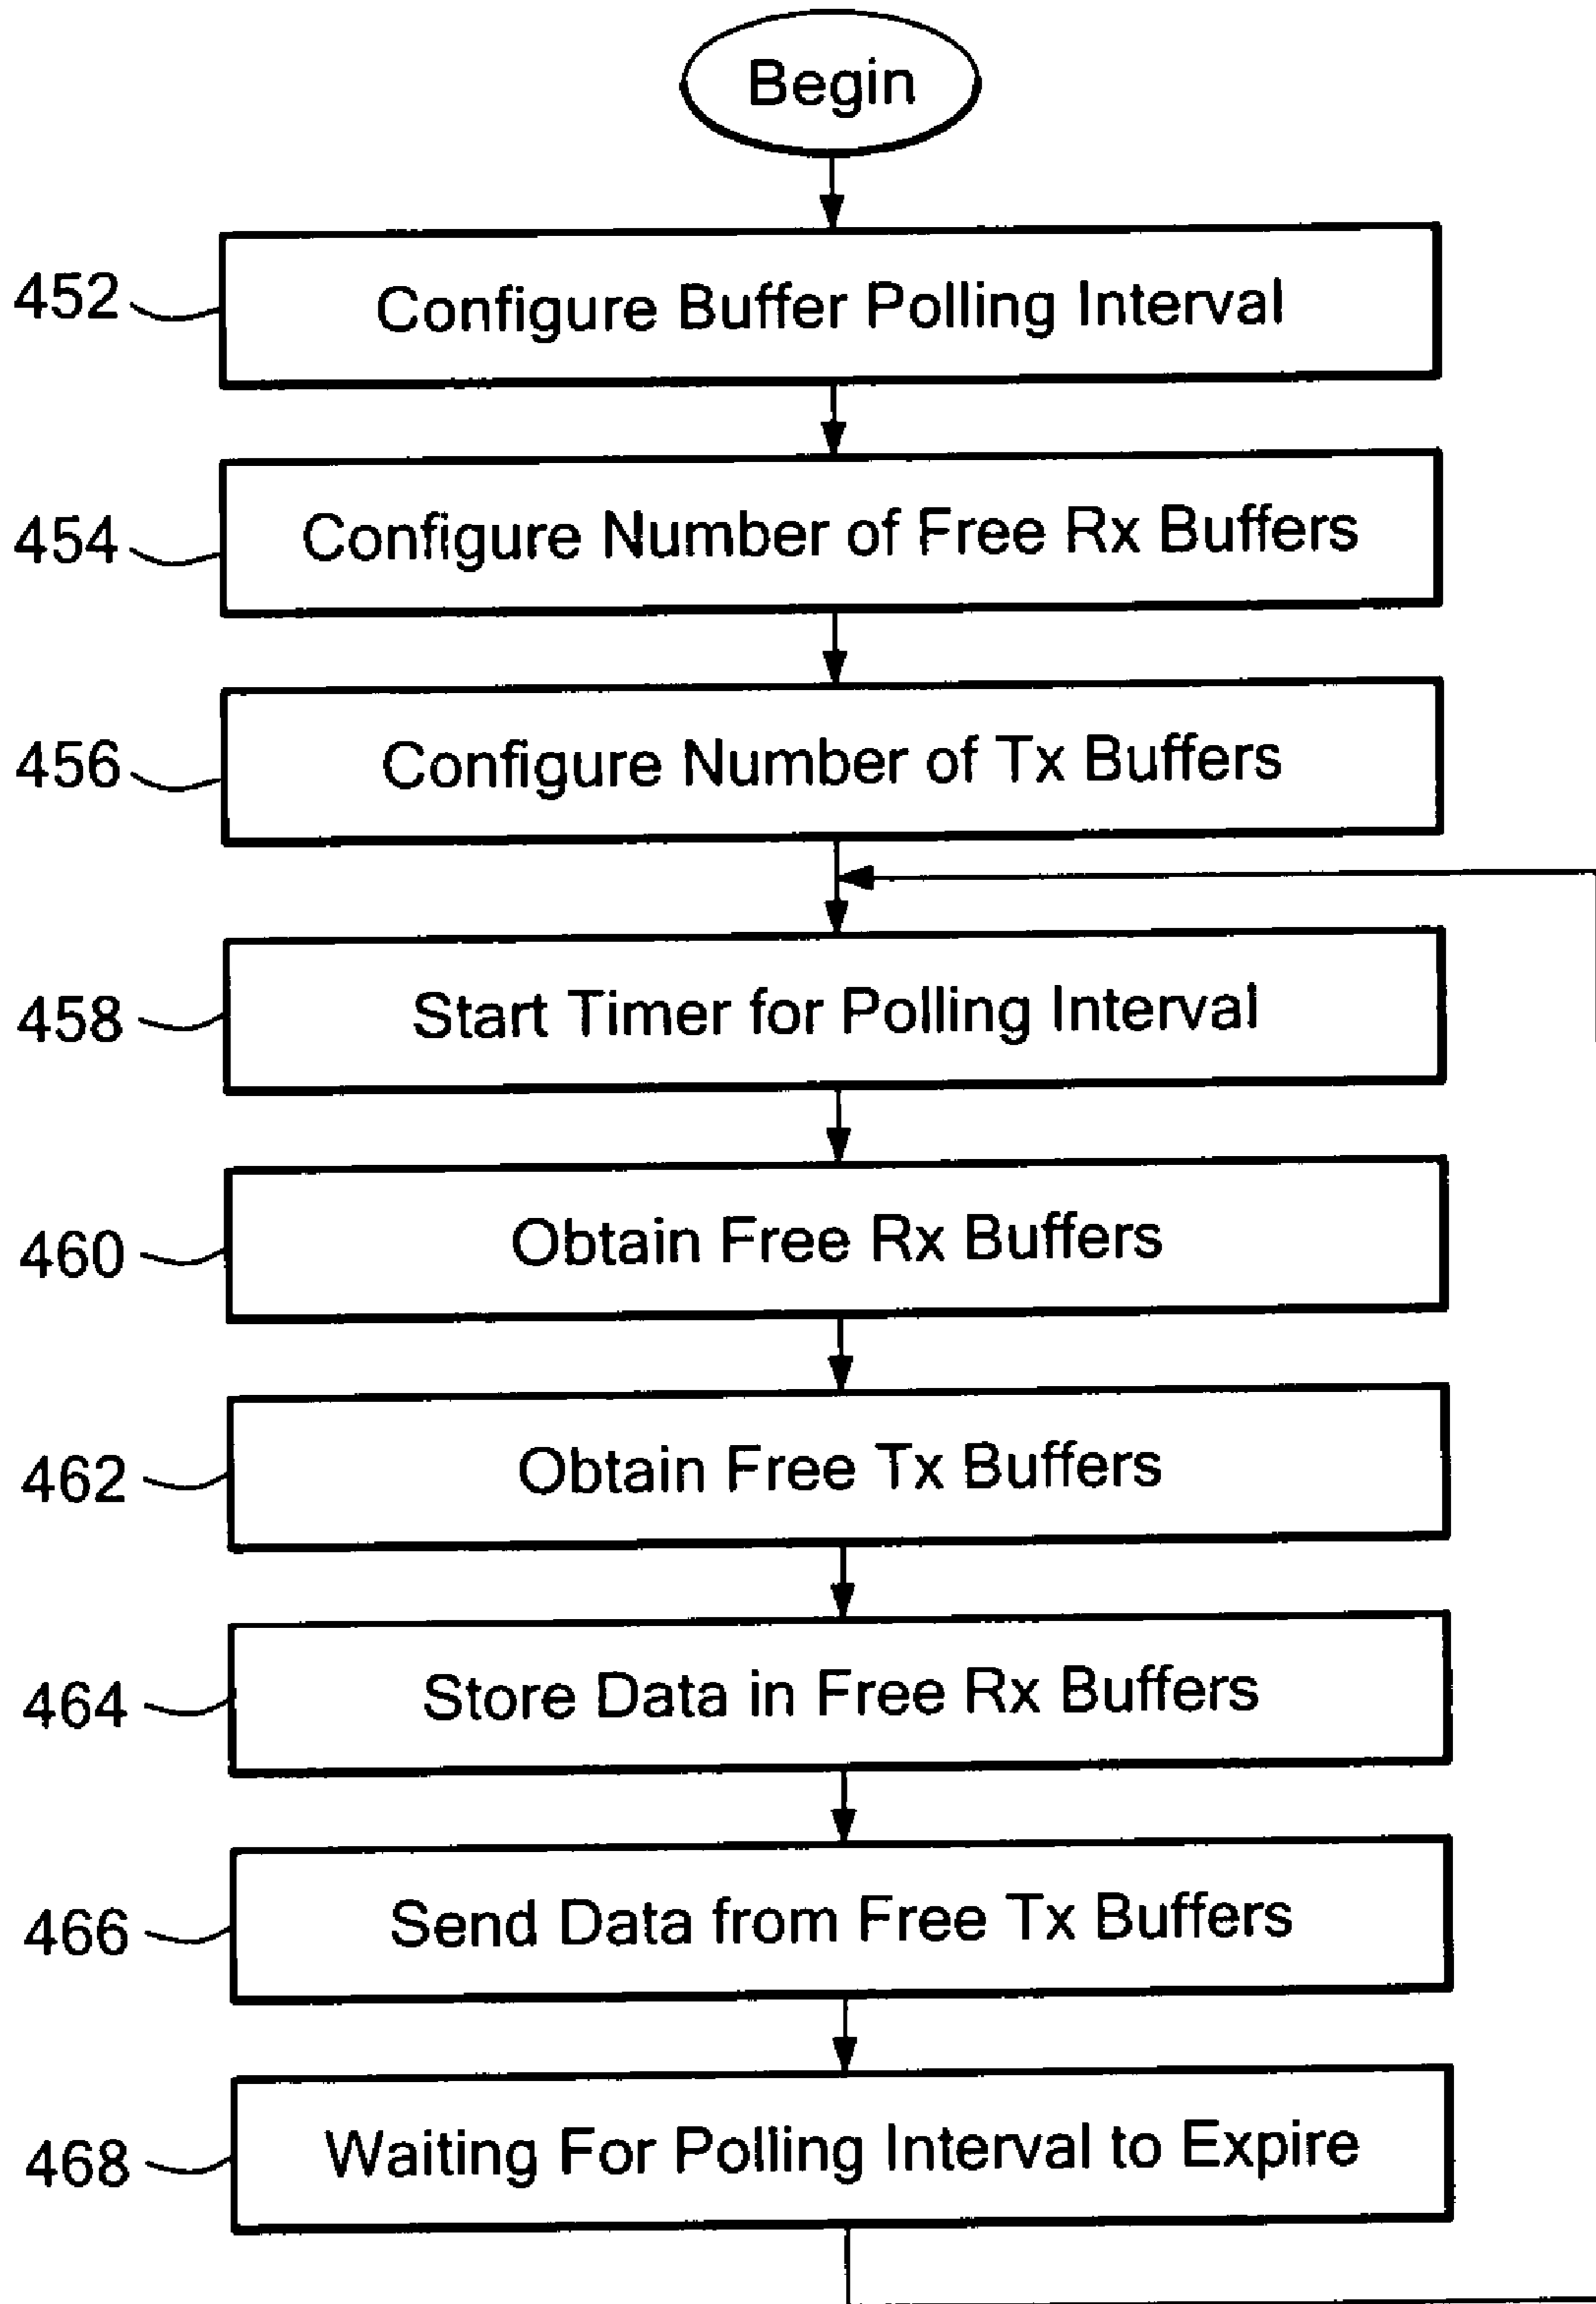 Begin
452
Configure Buffer Polling Interval
454
Configure Number of Free Rx Buffers
456
Configure Number of Tx Buffers
458
Start Timer for Polling Interval
460
Obtain Free Rx Buffers
462
Obtain Free Tx Buffers
464
Store Data in Free Rx Buffers
466
Send Data from Free Tx Buffers
468
Waiting For Polling Interval to Expire